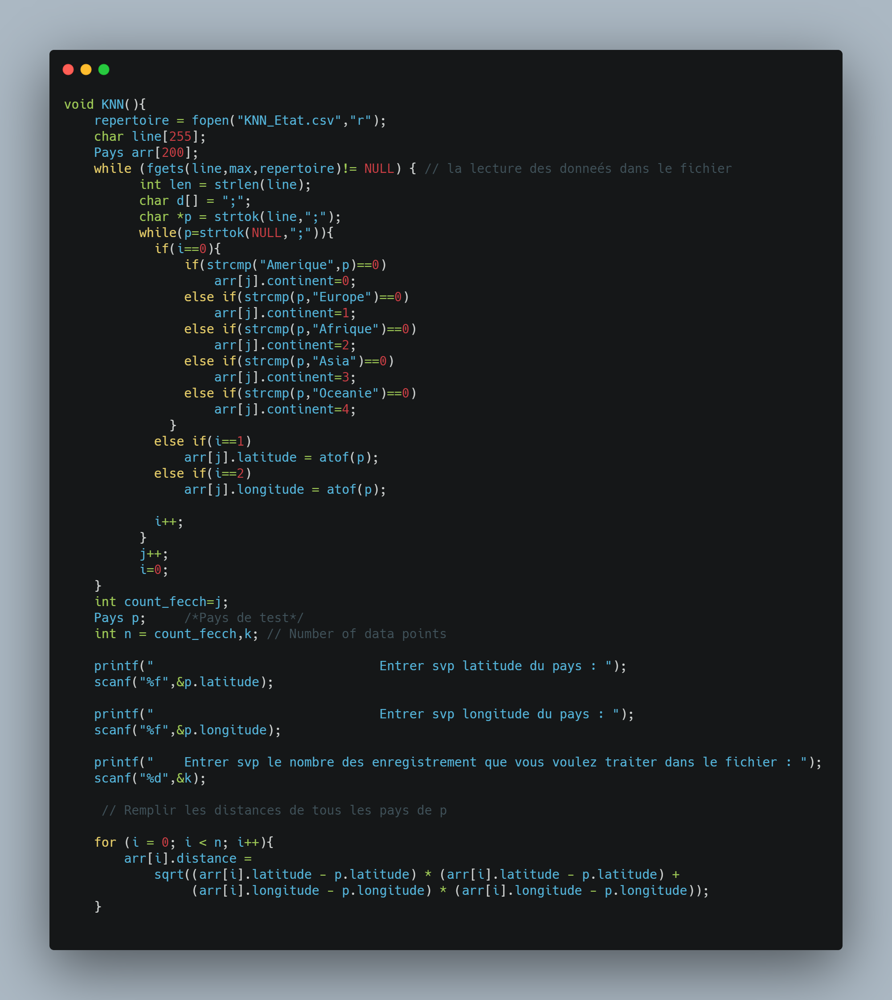 void KNN(){
    repertoire = fopen("KNN_Etat.csv","r");
    char line[255];
    Pays arr[200];
    while (fgets(line,max,repertoire)!= NULL) { // la lecture des donneés dans le fichier
          int len = strlen(line);
          char d[] = ";";
          char *p = strtok(line,";");
          while(p=strtok(NULL,";")){
            if(i==0){
                if(strcmp("Amerique",p)==0)
                    arr[j].continent=0;
                else if(strcmp(p,"Europe")==0)
                    arr[j].continent=1;
                else if(strcmp(p,"Afrique")==0)
                    arr[j].continent=2;
                else if(strcmp(p,"Asia")==0)
                    arr[j].continent=3;
                else if(strcmp(p,"Oceanie")==0)
                    arr[j].continent=4;
              }
            else if(i==1)
                arr[j].latitude = atof(p);
            else if(i==2)
                arr[j].longitude = atof(p);

            i++;
          }
          j++;
          i=0;
    }
    int count_fecch=j;
    Pays p;     /*Pays de test*/
    int n = count_fecch,k; // Number of data points

    printf("                              Entrer svp latitude du pays : ");
    scanf("%f",&p.latitude);

    printf("                              Entrer svp longitude du pays : ");
    scanf("%f",&p.longitude);

    printf("    Entrer svp le nombre des enregistrement que vous voulez traiter dans le fichier : ");
    scanf("%d",&k);

     // Remplir les distances de tous les pays de p

    for (i = 0; i < n; i++){
        arr[i].distance =
            sqrt((arr[i].latitude - p.latitude) * (arr[i].latitude - p.latitude) +
                 (arr[i].longitude - p.longitude) * (arr[i].longitude - p.longitude));
    }